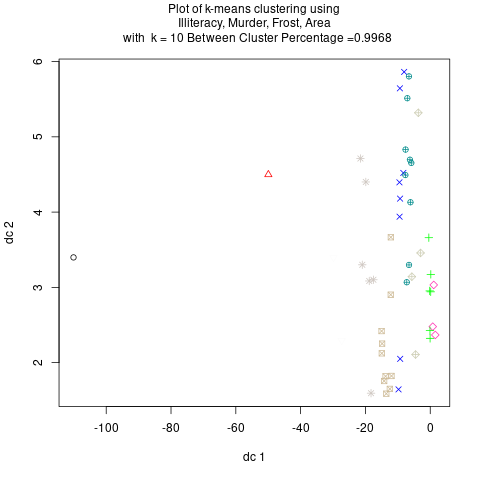 Plot of k-means clustering using
Illiteracy, Murder, Frost, Area
with  k = 10 Between Cluster Percentage =0.9968
6
5
4
3
2
dc 2
-100 -80 -60 -40 -20 0
dc 1